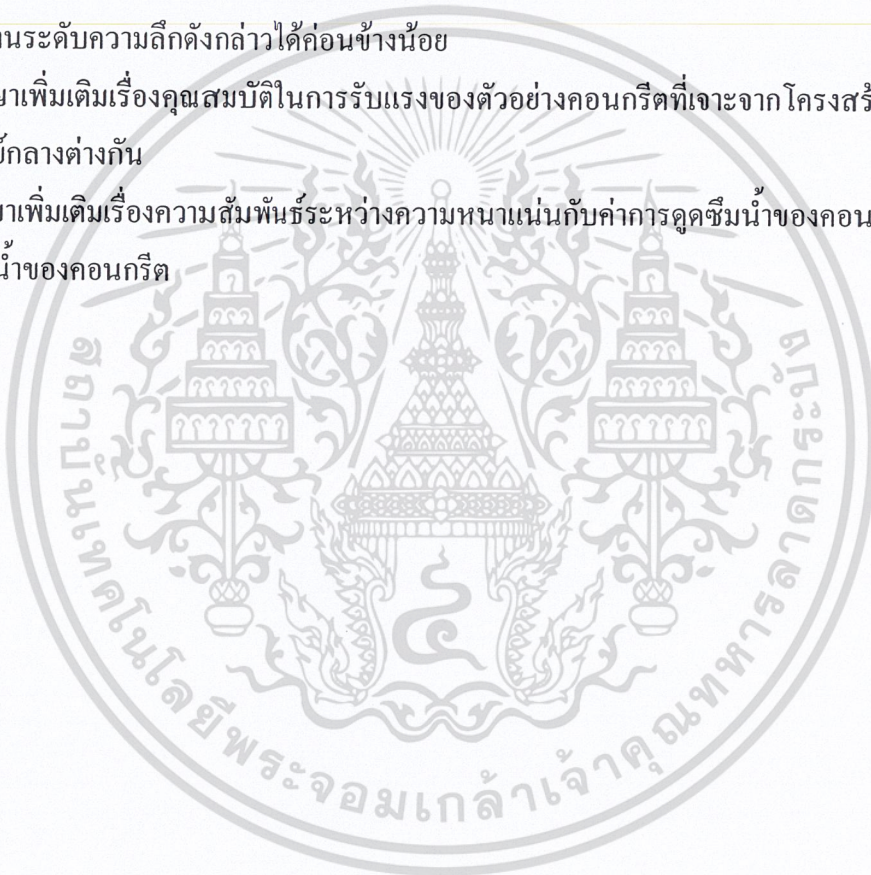 นระดับความลึกดังกล่าวได้ค่อนข้างน้อย
ษาเพิ่มเติมเรื่องคุณสมบัติในการรับแรงของตัวอย่างคอนกรีตที่เจาะจากโครงสร้
ย์กลางต่างกัน
ษาเพิ่มเติมเรื่องความสัมพันธ์ระหว่างความหนาแน่นกับค่าการดูดซึมน้ำของคอน
น้ำของคอนกรีต
สถาบันเทคโนโลยีพระจอมเกล้าเจ้าคุณทหารลาดกระบัง
๔